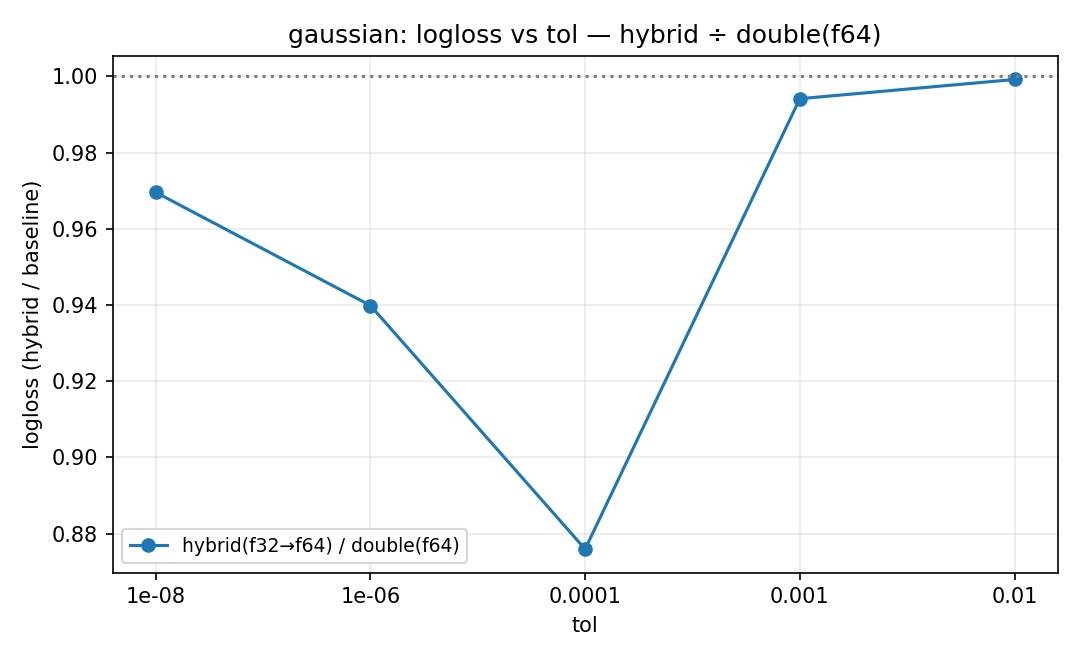 gaussian: logloss vs tol — hybrid ÷ double(f64)
logloss (hybrid / baseline)
1.00
0.98
0.96
0.94
0.92
0.90
0.88
hybrid(f32→f64) / double(f64)
1e-08
1e-06
0.0001
0.001
0.01
tol